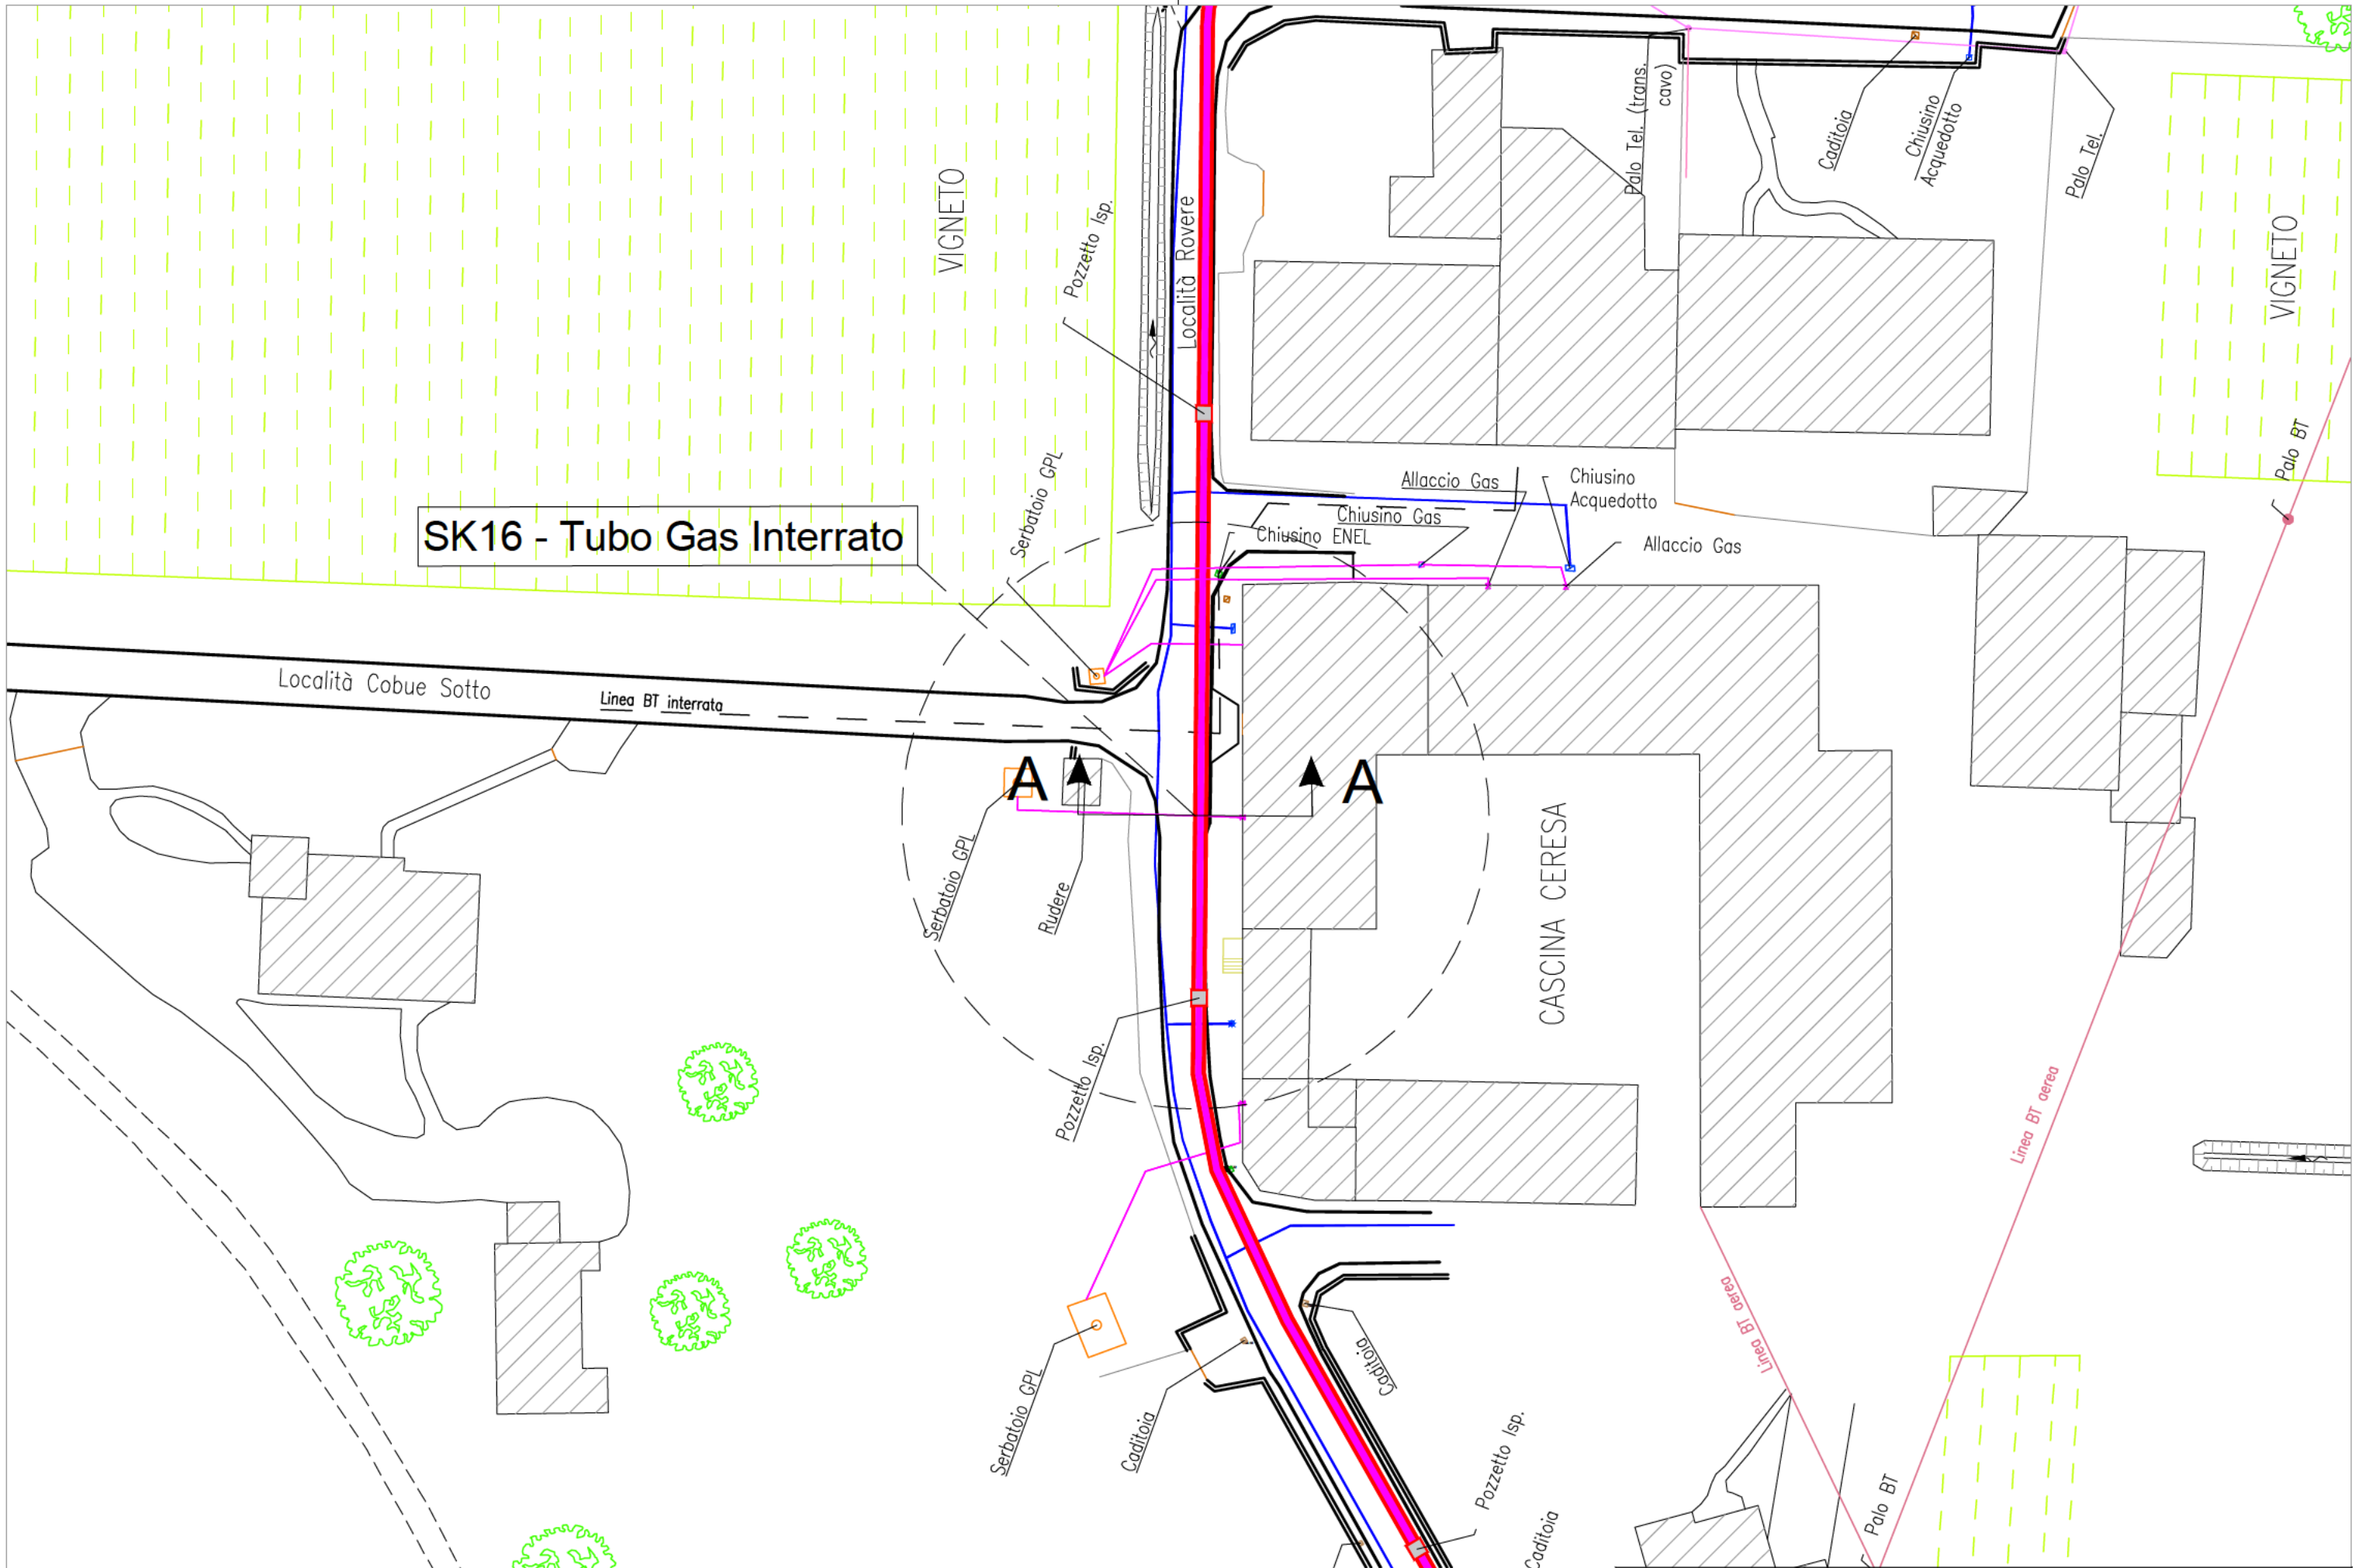 VIGNETO
Località Rovere
Pozzetto Isp.
Palo Tel. (trans.
cavo)
Caditoia
Chiusino
Acquedotto
Palo Tel.
VIGNETO
Palo BT
SK16 - Tubo Gas Interrato
Serbatoio GPL
Allaccio Gas
Chiusino
Acquedotto
Chiusino Gas
Chiusino ENEL
Allaccio Gas
Località Cobue Sotto
Linea BT interrata
A
A
Serbatoio GPL
Rudere
CASCINA CERESA
Pozzetto Isp.
Linea BT aerea
Linea BT aerea
Serbatoio GPL
Caditoia
Caditoia
Pozzetto Isp.
Caditoia
Palo BT